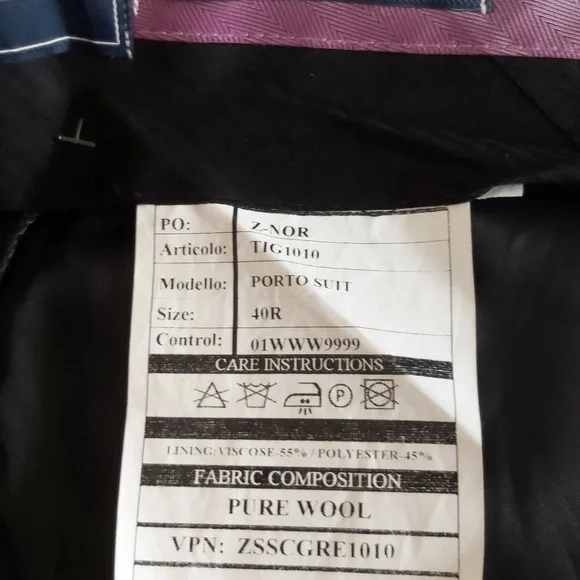 PO: Z-NOR
Articolo: TJG1010
Modello: PORTO SUIT
Size: 40R
Control: 01WWW9999
CARE INSTRUCTIONS
P
LINING: VISCOSE-55% / POLYESTER-45%
FABRIC COMPOSITION
PURE WOOL
VPN: ZSSCGRE1010